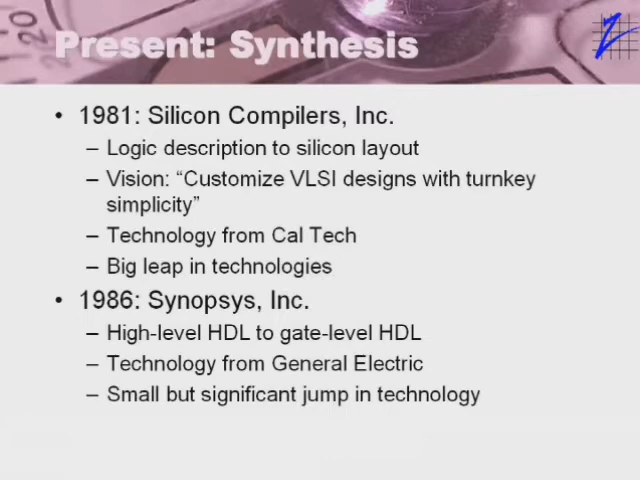 Present: Synthesis
• 1981: Silicon Compilers, Inc.
– Logic description to silicon layout
– Vision: “Customize VLSI designs with turnkey
simplicity”
– Technology from Cal Tech
– Big leap in technologies
• 1986: Synopsys, Inc.
– High-level HDL to gate-level HDL
– Technology from General Electric
– Small but significant jump in technology
20